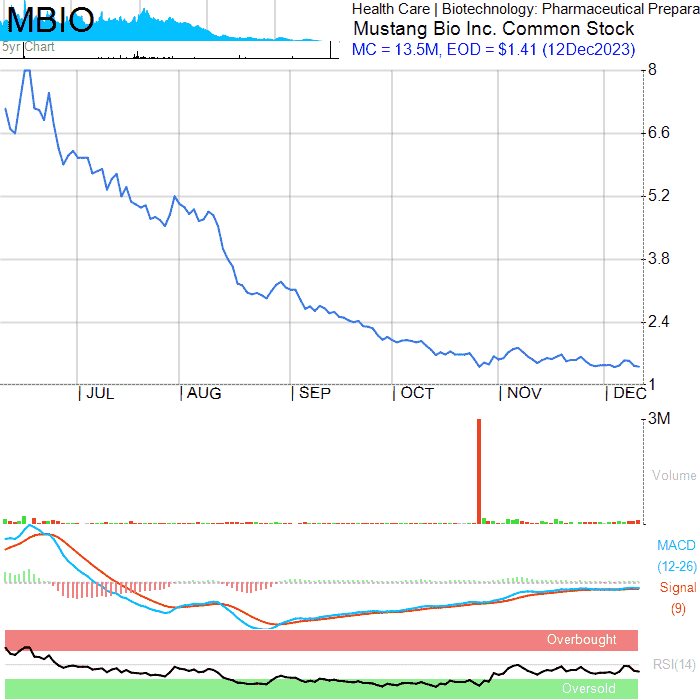 MBIO
5yr Chart
Health Care | Biotechnology: Pharmaceutical Prepara
Mustang Bio Inc. Common Stock
MC = 13.5M, EOD = $1.41 (12Dec2023)
8
6.6
5.2
3.8
2.4
1
JUL AUG SEP OCT NOV DEC
3M
Volume
MACD
(12-26)
Signal
(9)
Overbought
RSI(14)
Oversold